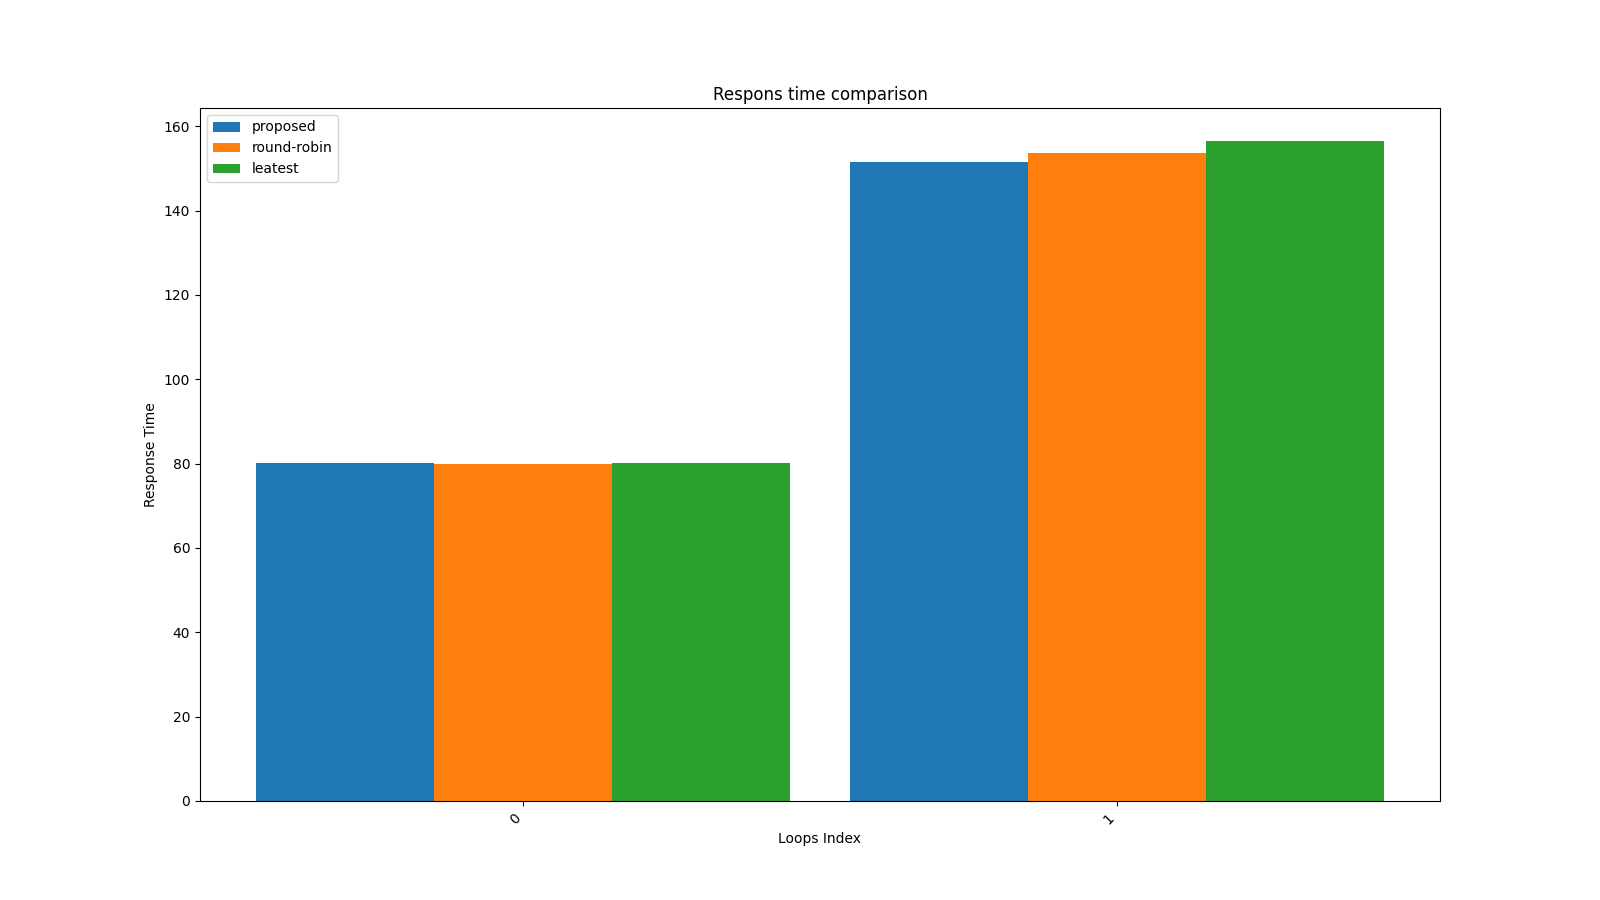 Respons time comparison
proposed
round-robin
leatest
160
140
120
100
80
60
40
20
0
Response Time
0
1
Loops Index